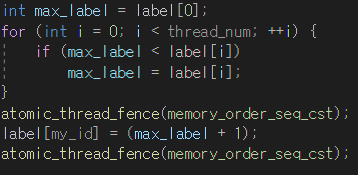 int max_label = label[0];
for (int i = 0; i < thread_num; ++i) {
    if (max_label < label[i])
        max_label = label[i];
}
atomic_thread_fence(memory_order_seq_cst);
label[my_id] = (max_label + 1);
atomic_thread_fence(memory_order_seq_cst);